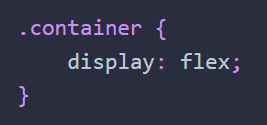 .container {
    display: flex;
}